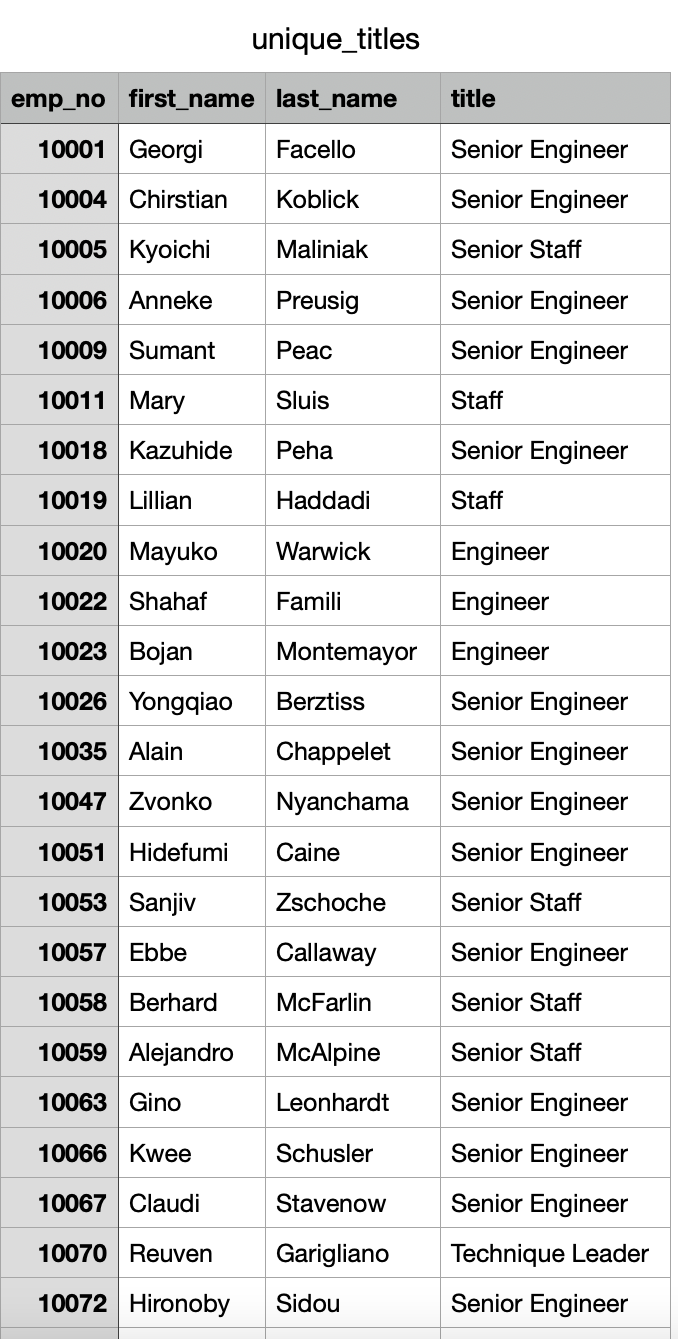 unique_titles
emp_no first_name last_name title
10001 Georgi Facello Senior Engineer
10004 Chirstian Koblick Senior Engineer
10005 Kyoichi Maliniak Senior Staff
10006 Anneke Preusig Senior Engineer
10009 Sumant Peac Senior Engineer
10011 Mary Sluis Staff
10018 Kazuhide Peha Senior Engineer
10019 Lillian Haddadi Staff
10020 Mayuko Warwick Engineer
10022 Shahaf Famili Engineer
10023 Bojan Montemayor Engineer
10026 Yongqiao Berztiss Senior Engineer
10035 Alain Chappelet Senior Engineer
10047 Zvonko Nyanchama Senior Engineer
10051 Hidefumi Caine Senior Engineer
10053 Sanjiv Zschoche Senior Staff
10057 Ebbe Callaway Senior Engineer
10058 Berhard McFarlin Senior Staff
10059 Alejandro McAlpine Senior Staff
10063 Gino Leonhardt Senior Engineer
10066 Kwee Schusler Senior Engineer
10067 Claudi Stavenow Senior Engineer
10070 Reuven Garigliano Technique Leader
10072 Hironoby Sidou Senior Engineer